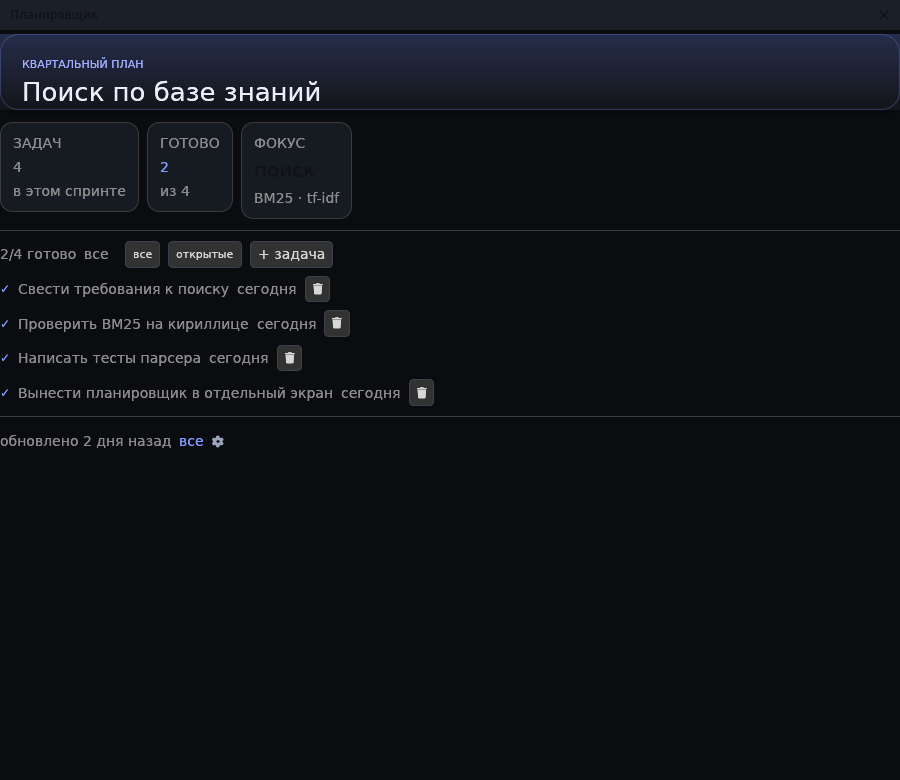 Планировщик ✕
КВАРТАЛЬНЫЙ ПЛАН
Поиск по базе знаний
ЗАДАЧ
4
в этом спринте
ГОТОВО
2
из 4
ФОКУС
ПОИСК
BM25 · tf-idf
2/4 готово все все открытые + задача
✓ Свести требования к поиску сегодня
✓ Проверить BM25 на кириллице сегодня
✓ Написать тесты парсера сегодня
✓ Вынести планировщик в отдельный экран сегодня
обновлено 2 дня назад все